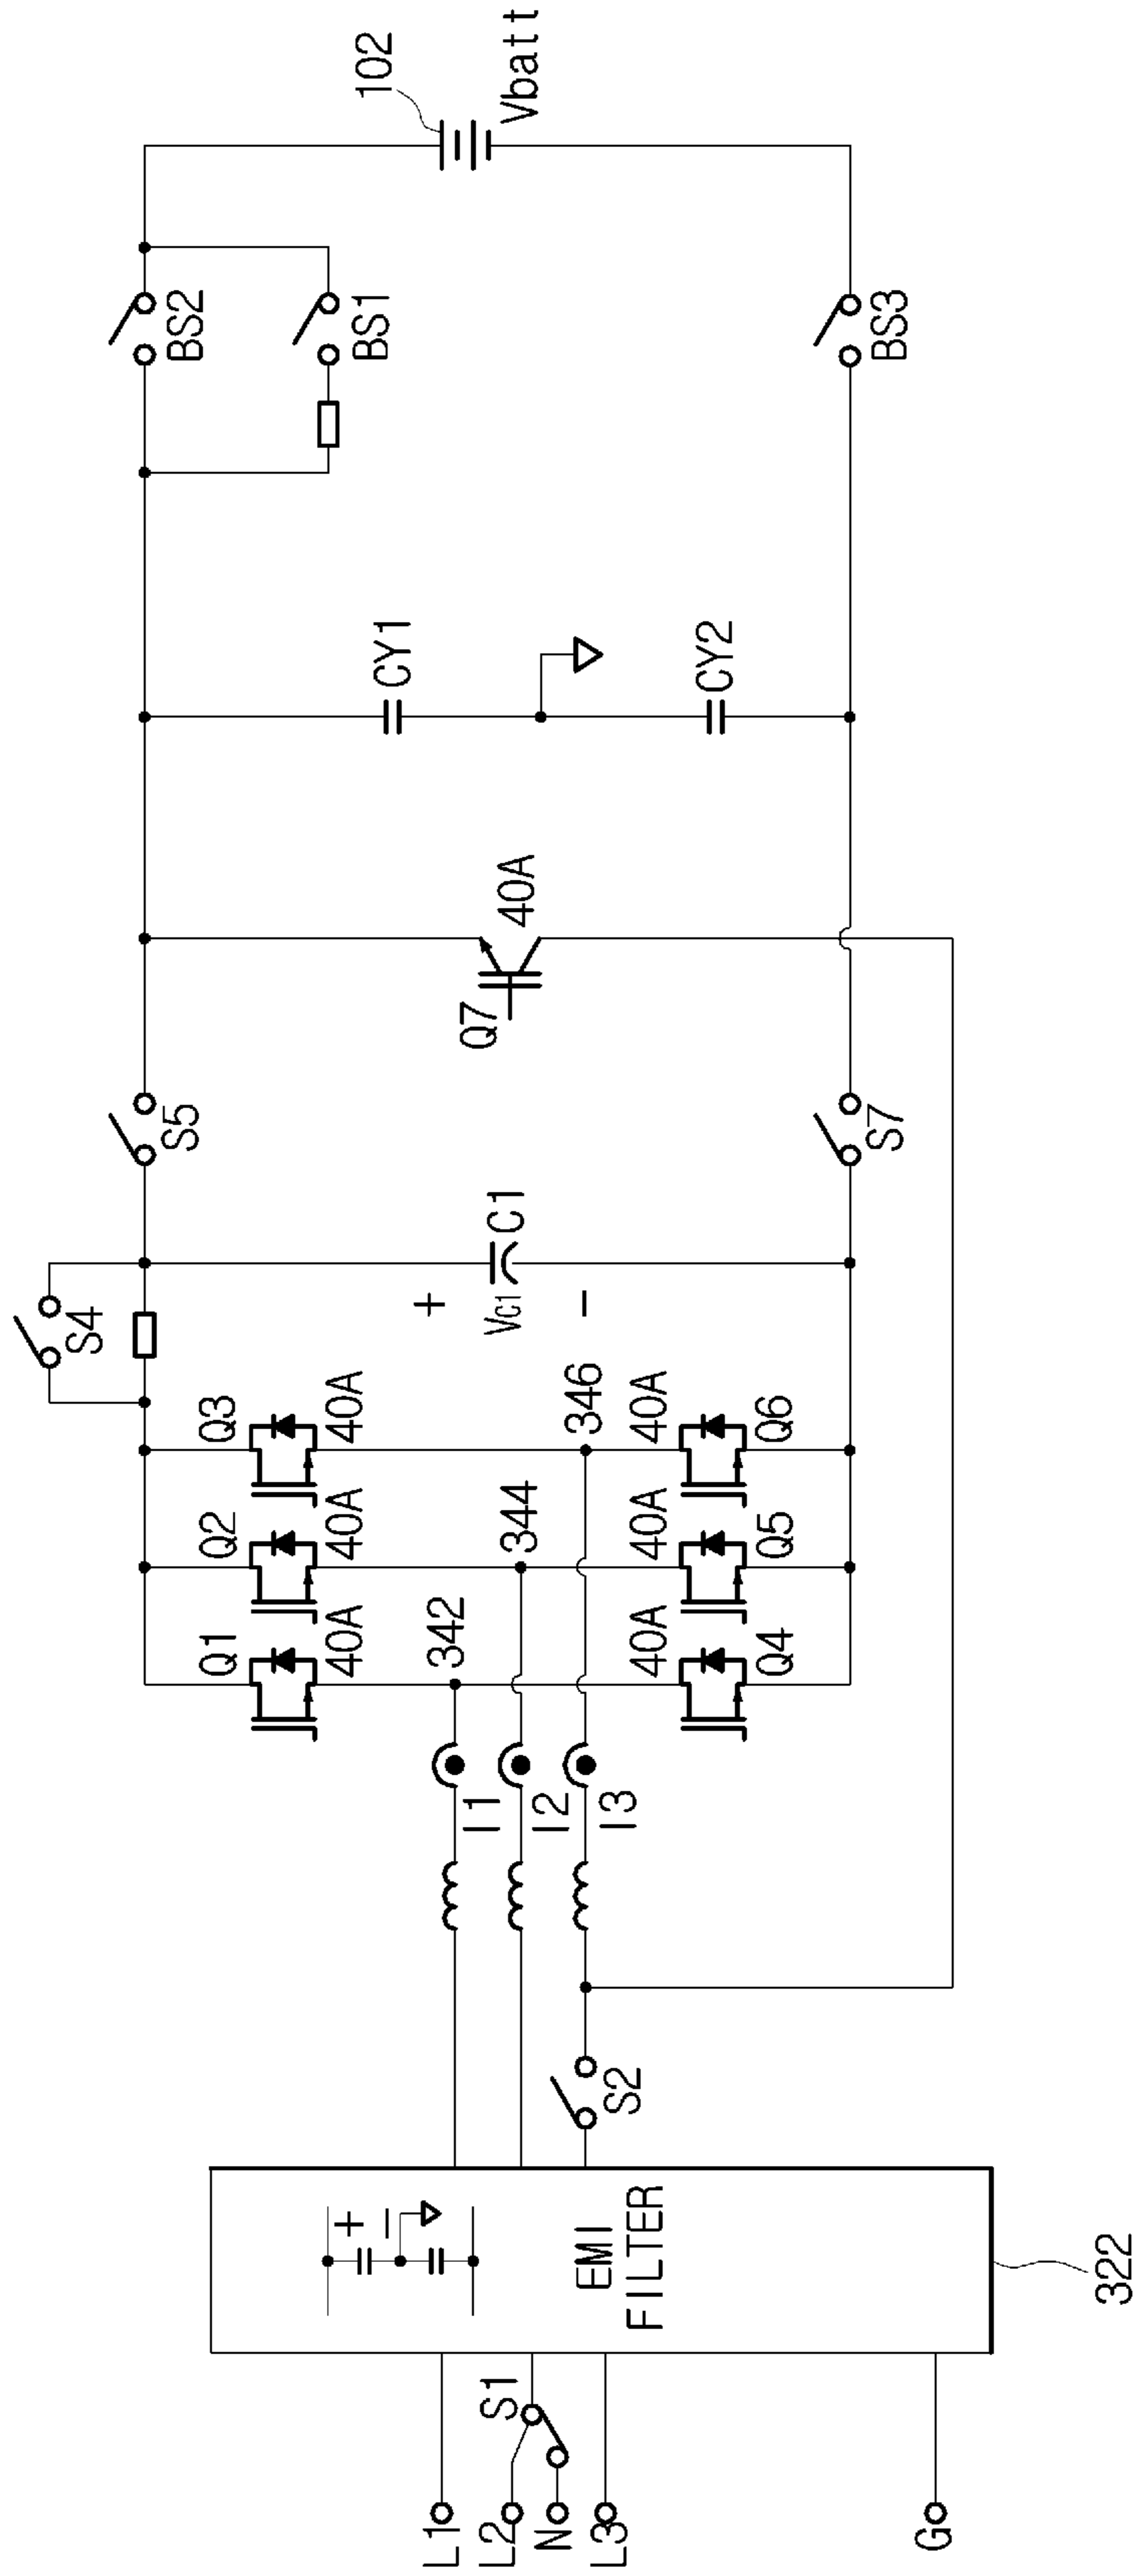 L1
L2
N
L3
G
S1
EMI
FILTER
+
−
322
S2
I1
I2
I3
342
344
346
Q1
40A
Q2
40A
Q3
40A
40A
Q4
40A
Q5
40A
Q6
S4
+
VC1
−
C1
S5
S7
Q7
40A
CY1
CY2
BS2
BS1
BS3
102
Vbatt